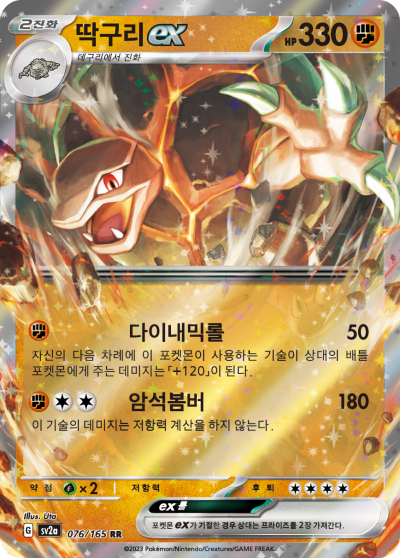 2진화
딱구리ex
HP 330
데구리에서 진화
다이내믹롤 50
자신의 다음 차례에 이 포켓몬이 사용하는 기술이 상대의 배틀
포켓몬에게 주는 데미지는 「+120」이 된다.
암석봄버 180
이 기술의 데미지는 저항력 계산을 하지 않는다.
약점 ×2 저항력 후퇴
Illus. Uta
G sv2a 076/165 RR
ex룰
포켓몬 ex가 기절한 경우 상대는 프라이즈를 2장 가져간다.
©2023 Pokémon/Nintendo/Creatures/GAME FREAK.